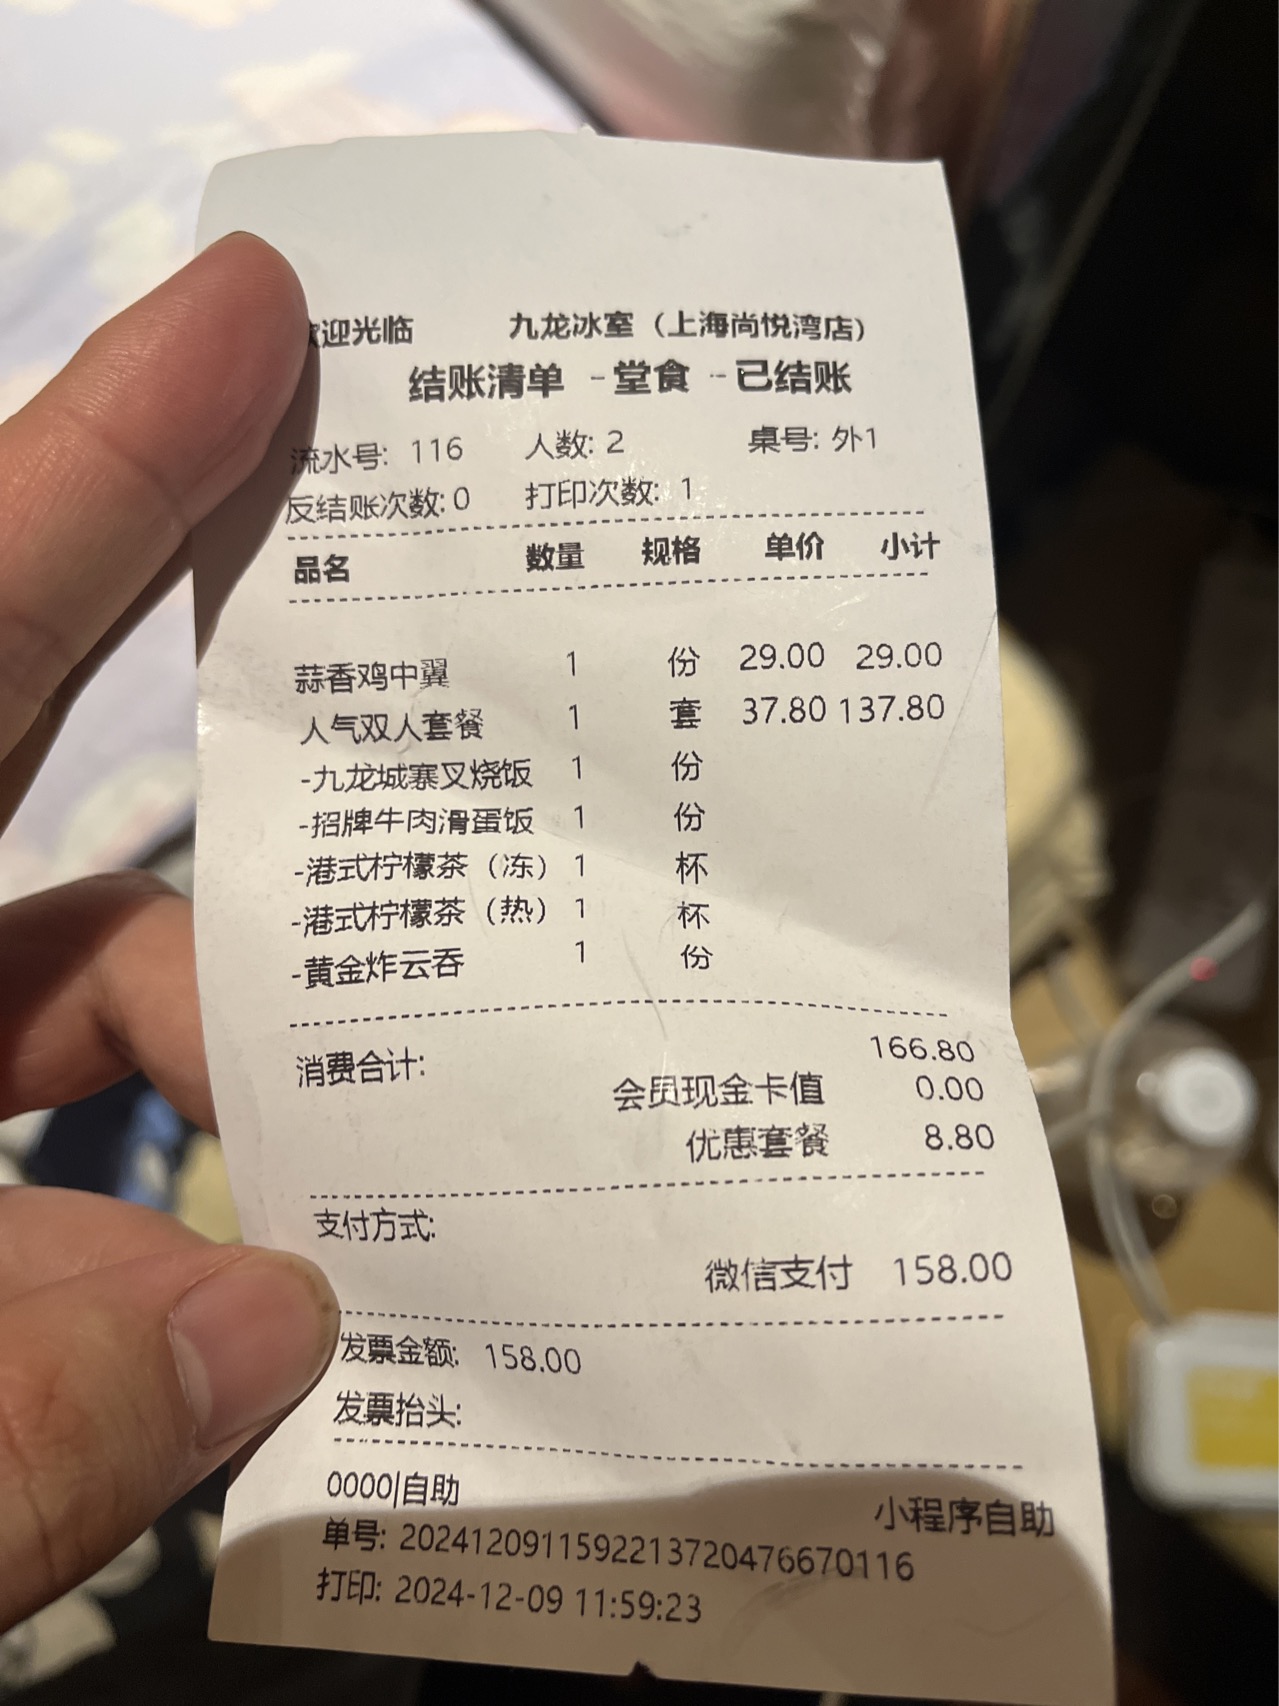 迎光临 九龙冰室（上海尚悦湾店）
结账清单 -堂食 -已结账
流水号: 116 人数: 2 桌号: 外1
反结账次数: 0 打印次数: 1
品名 数量 规格 单价 小计
蒜香鸡中翼 1 份 29.00 29.00
人气双人套餐 1 套 37.80 137.80
-九龙城寨叉烧饭 1 份
-招牌牛肉滑蛋饭 1 份
-港式柠檬茶（冻） 1 杯
-港式柠檬茶（热） 1 杯
-黄金炸云吞 1 份
消费合计: 166.80
会员现金卡值 0.00
优惠套餐 8.80
支付方式:
微信支付 158.00
发票金额: 158.00
发票抬头:
0000|自助 小程序自助
单号: 2024120911592213720476670116
打印: 2024-12-09 11:59:23